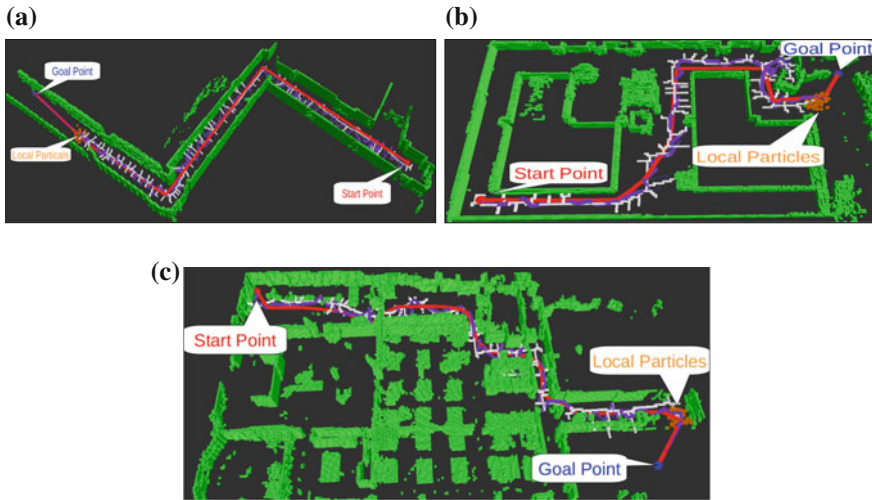 (a)
Goal Point
Local Particals
Start Point
(b)
Goal Point
Local Particles
Start Point
(c)
Start Point
Local Particles
Goal Point